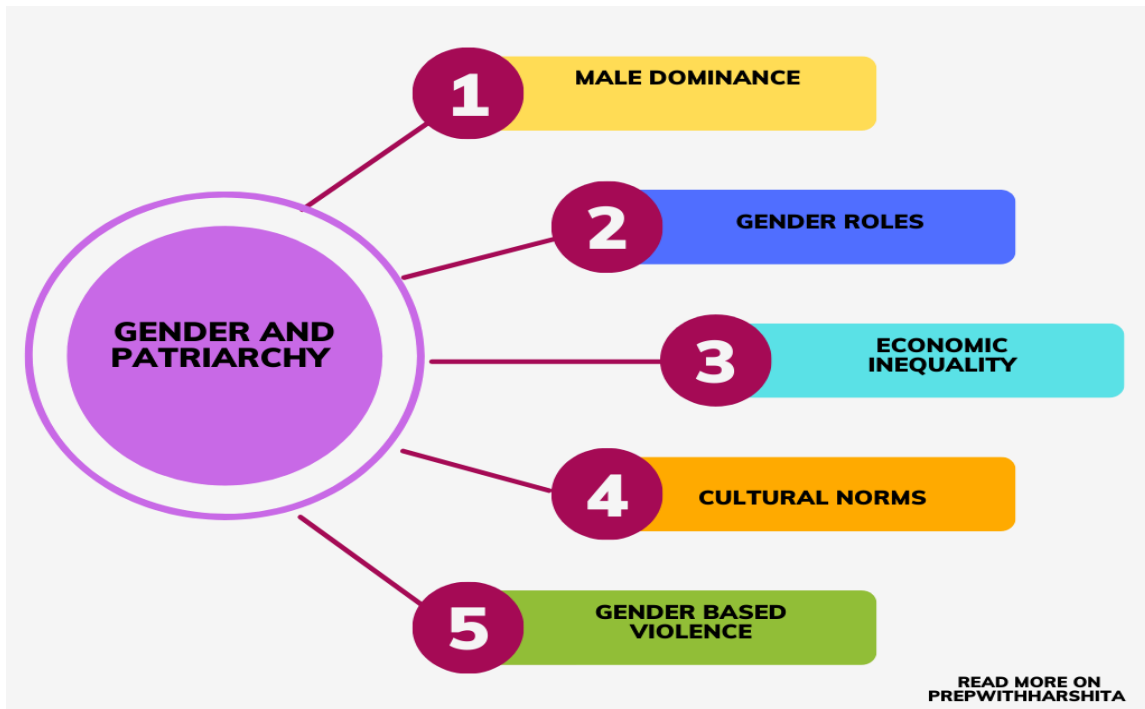 1
MALE DOMINANCE
2
GENDER ROLES
GENDER AND
PATRIARCHY
3
ECONOMIC
INEQUALITY
4
CULTURAL NORMS
5
GENDER BASED
VIOLENCE
READ MORE ON
PREPWITHHARSHITA